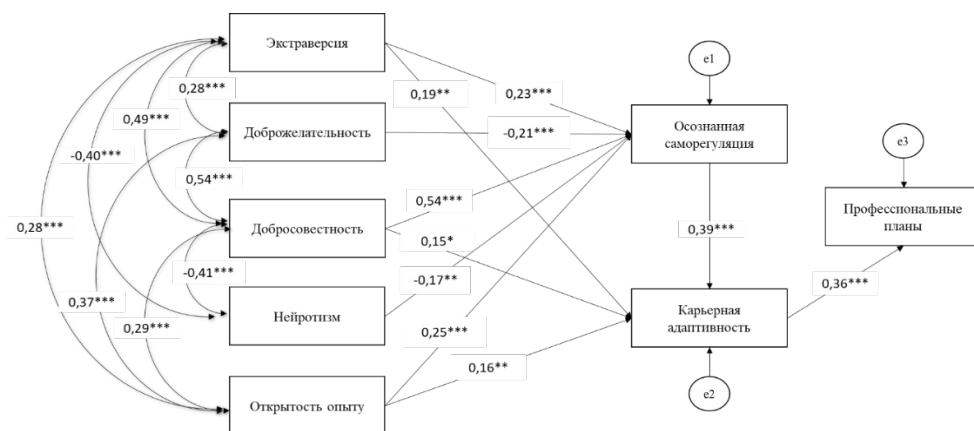 Экстраверсия
e1
0,28***
0,19**
0,23***
0,49***
Доброжелательность
-0,21***
Осознанная
саморегуляция
e3
-0,40***
0,54***
0,54***
Профессиональные
планы
0,28***
Добросовестность
0,15*
0,39***
-0,41***
-0,17**
0,36***
0,37***
Нейротизм
Карьерная
адаптивность
0,29***
0,25***
0,16**
Открытость опыту
e2